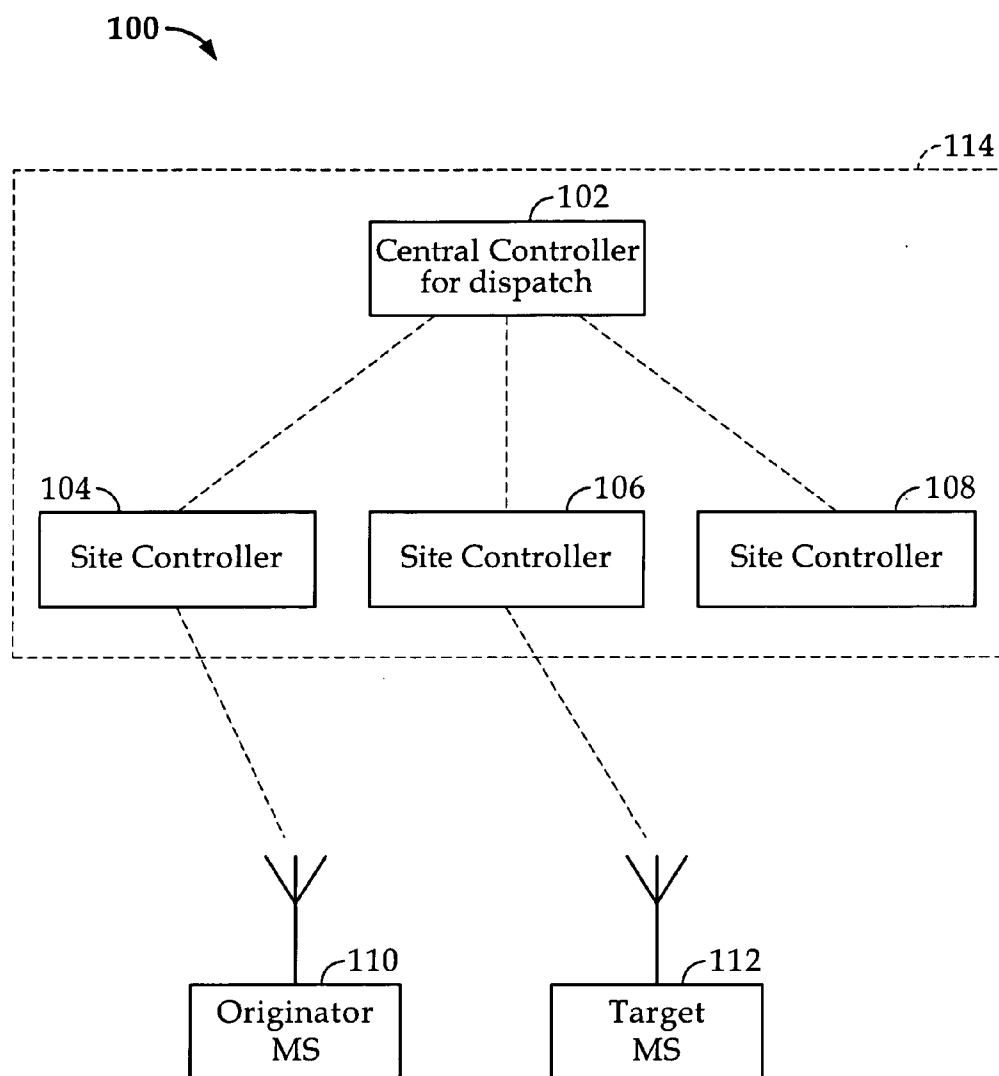 100
114
102
Central Controller
for dispatch
104
106
108
Site Controller
Site Controller
Site Controller
110
112
Originator
MS
Target
MS